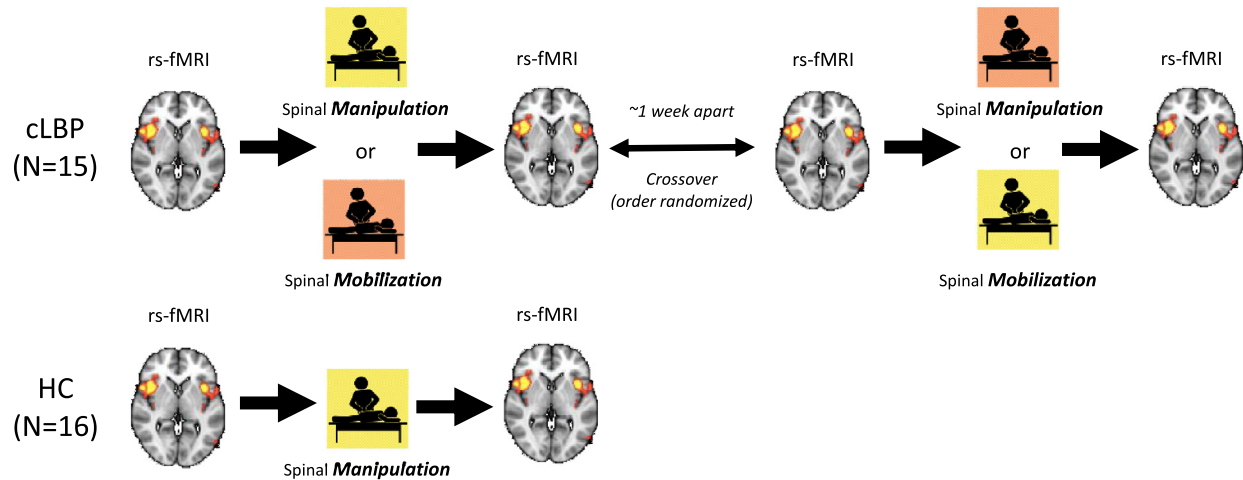 rs-fMRI
rs-fMRI
rs-fMRI
rs-fMRI
cLBP
(N=15)
Spinal Manipulation
or
Spinal Mobilization
~1 week apart
Crossover
(order randomized)
Spinal Manipulation
or
Spinal Mobilization
rs-fMRI
rs-fMRI
HC
(N=16)
Spinal Manipulation